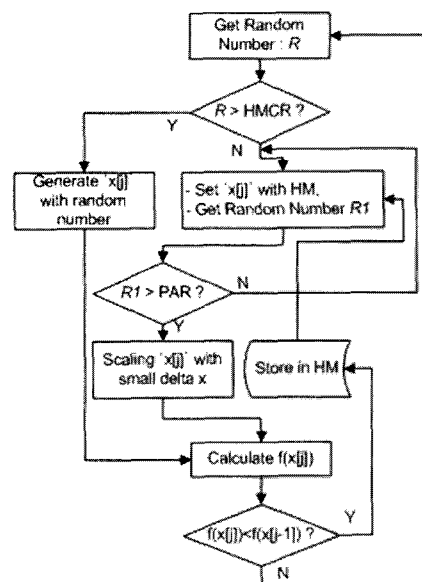 Get Random
Number : R
R > HMCR ?
Y
N
Generate 'x[j]'
with random
number
- Set 'x[j]' with HM,
- Get Random Number R1
R1 > PAR ?
N
Y
Scaling 'x[j]' with
small delta x
Store in HM
Calculate f(x[j])
f(x[j])<f(x[j-1]) ?
Y
N